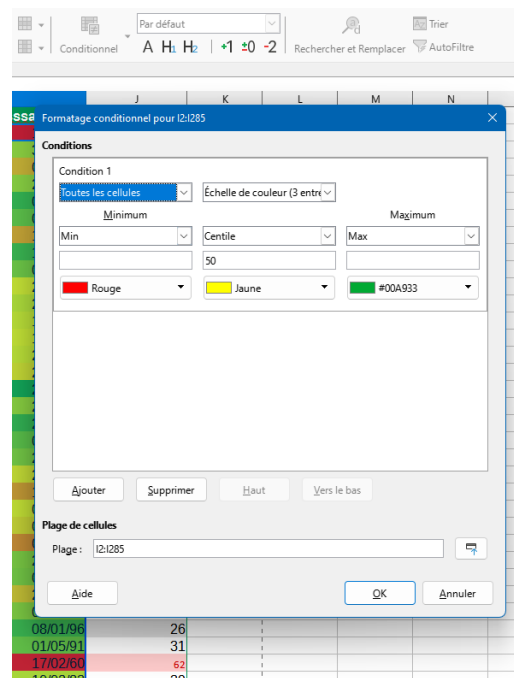 Par défaut
Trier
Conditionnel
A H1 H2 +1 ±0 -2
Rechercher et Remplacer
AutoFiltre
J K L M N
Formatage conditionnel pour I2:I285
Conditions
Condition 1
Toutes les cellules
Échelle de couleur (3 entré
Minimum
Maximum
Min
Centile
Max
50
Rouge
Jaune
#00A933
Ajouter
Supprimer
Haut
Vers le bas
Plage de cellules
Plage :
I2:I285
Aide
OK
Annuler
08/01/96 26
01/05/91 31
17/02/60 62